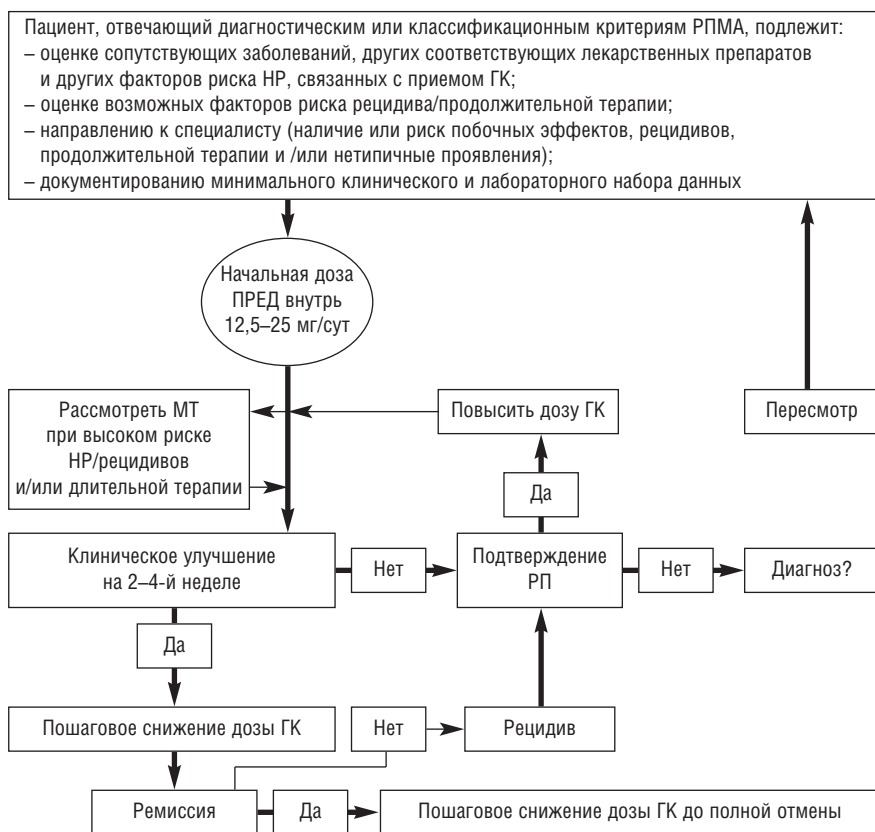 Пациент, отвечающий диагностическим или классификационным критериям РПМА, подлежит:
– оценке сопутствующих заболеваний, других соответствующих лекарственных препаратов
и других факторов риска НР, связанных с приемом ГК;
– оценке возможных факторов риска рецидива/продолжительной терапии;
– направлению к специалисту (наличие или риск побочных эффектов, рецидивов,
продолжительной терапии и /или нетипичные проявления);
– документированию минимального клинического и лабораторного набора данных
Начальная доза
ПРЕД внутрь
12,5–25 мг/сут
Рассмотреть МТ
при высоком риске
НР/рецидивов
и/или длительной терапии
Повысить дозу ГК
Пересмотр
Да
Клиническое улучшение
на 2–4-й неделе
Нет
Подтверждение
РП
Нет
Диагноз?
Да
Пошаговое снижение дозы ГК
Нет
Рецидив
Ремиссия
Да
Пошаговое снижение дозы ГК до полной отмены